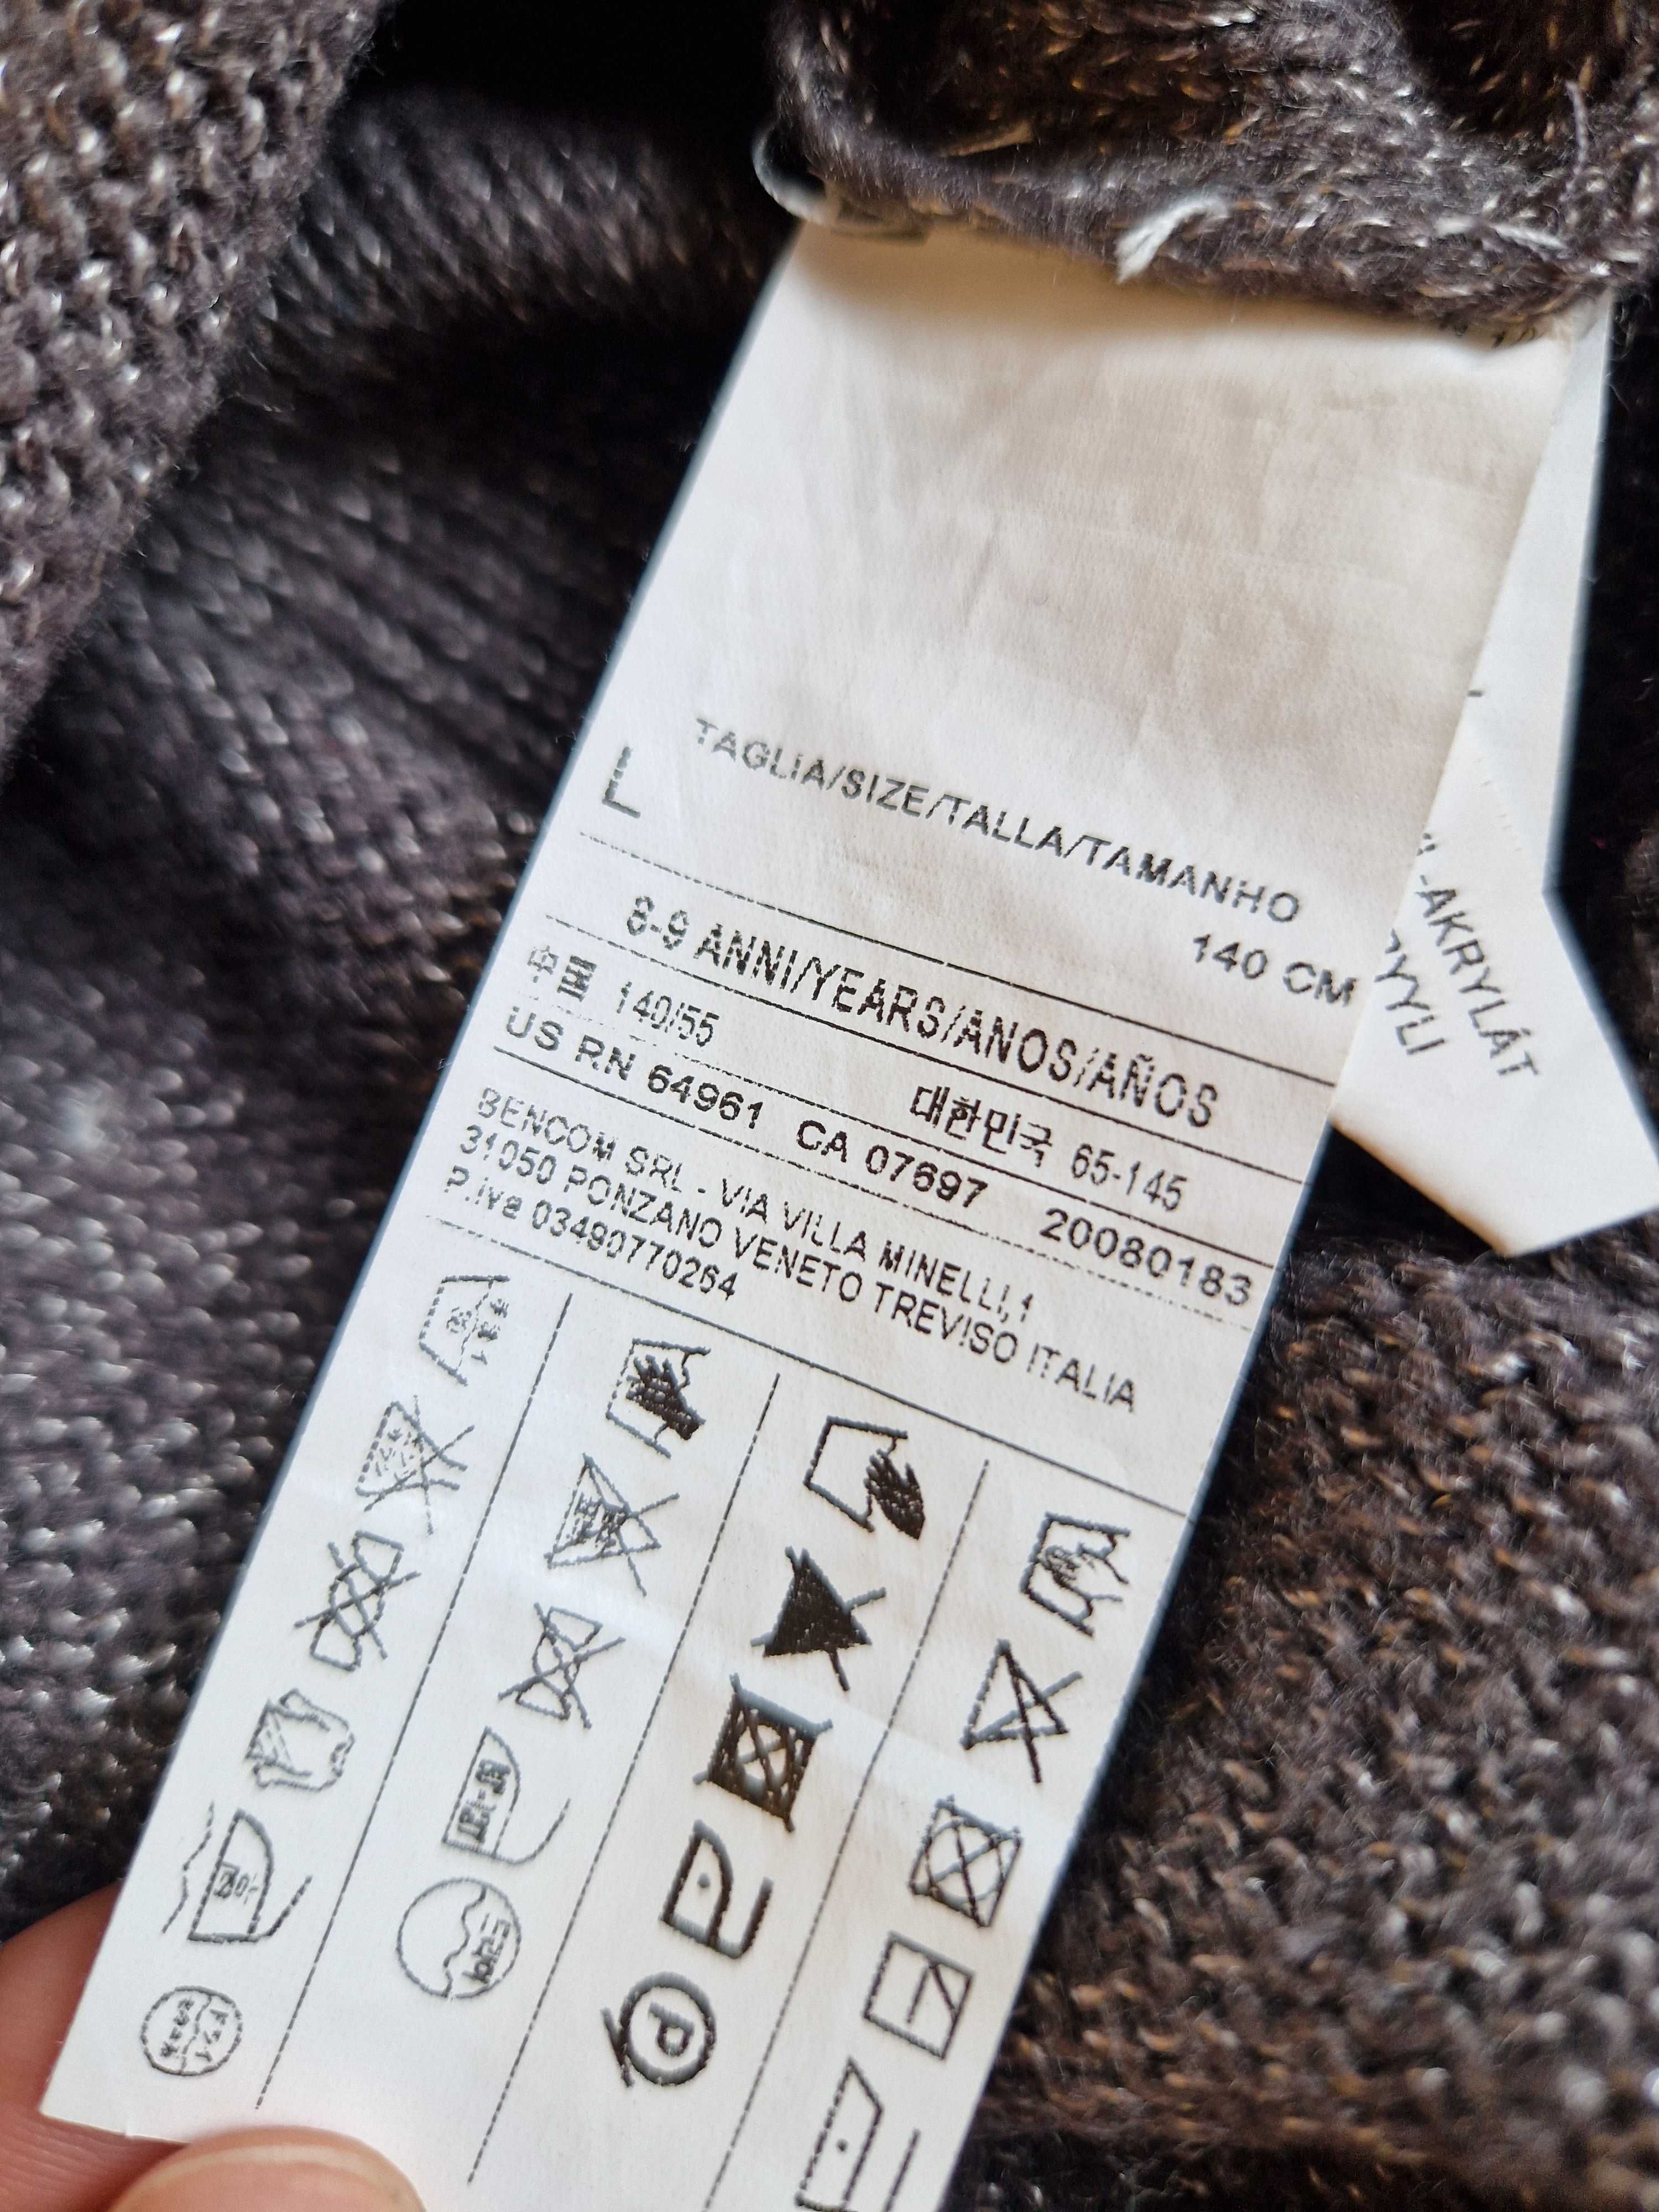 TAGLIA/SIZE/TALLA/TAMANHO
L 140 CM
8-9 ANNI/YEARS/ANOS/AÑOS
中国 140/55 대한민국 65-145
US RN 64961 CA 07697 20080183
BENCOM SRL - VIA VILLA MINELLI,1
31050 PONZANO VENETO TREVISO ITALIA
P.iva 03490770264
P
AKRYLÁT